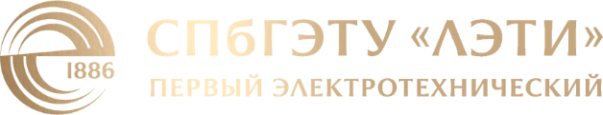 1886
СПбГЭТУ «ЛЭТИ»
ПЕРВЫЙ ЭЛЕКТРОТЕХНИЧЕСКИЙ